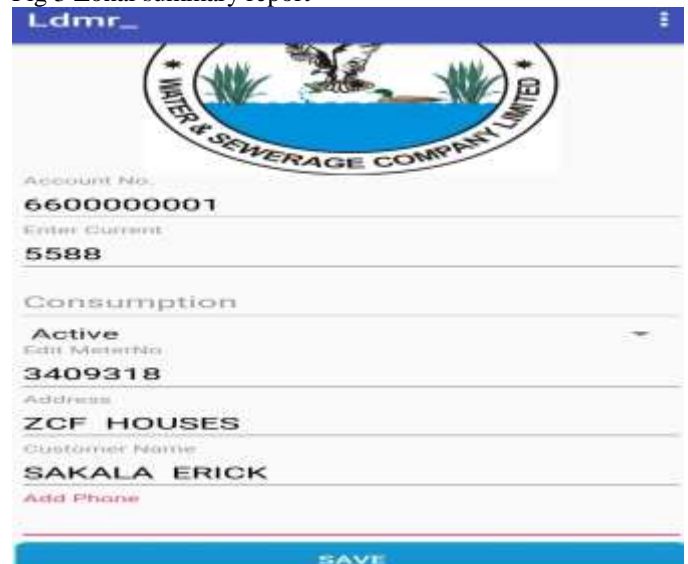 Fig 3 Zonal summary report
Ldmr_
WATER & SEWERAGE COMPANY LIMITED
Account No.
6600000001
Enter Current
5588
Consumption
Active
Edit MeterNo
3409318
Address
ZCF HOUSES
Customer Name
SAKALA ERICK
Add Phone
SAVE